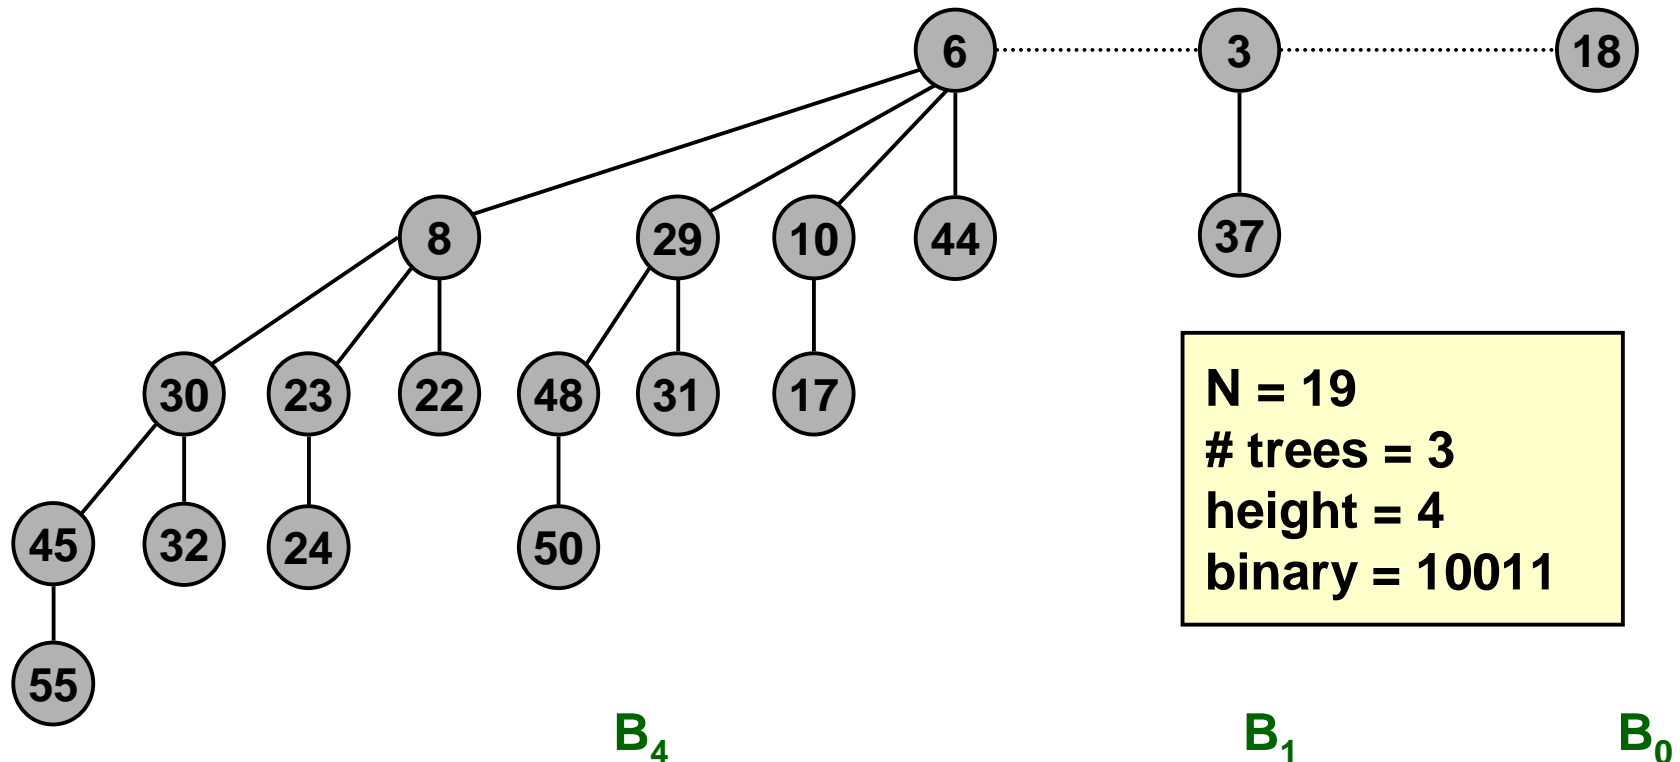 6 3 18
8 29 10 44 37
30 23 22 48 31 17
N = 19
# trees = 3
height = 4
binary = 10011
45 32 24 50
55
B₄ B₁ B₀